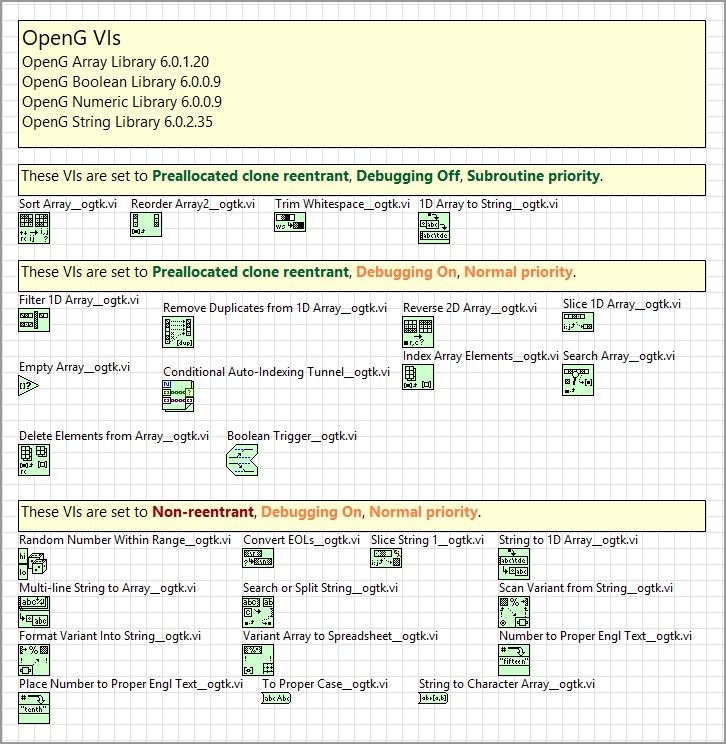 OpenG VIs
OpenG Array Library 6.0.1.20
OpenG Boolean Library 6.0.0.9
OpenG Numeric Library 6.0.0.9
OpenG String Library 6.0.2.35
These VIs are set to Preallocated clone reentrant, Debugging Off, Subroutine priority.
Sort Array__ogtk.vi Reorder Array2__ogtk.vi Trim Whitespace__ogtk.vi 1D Array to String__ogtk.vi
These VIs are set to Preallocated clone reentrant, Debugging On, Normal priority.
Filter 1D Array__ogtk.vi Remove Duplicates from 1D Array__ogtk.vi Reverse 2D Array__ogtk.vi Slice 1D Array__ogtk.vi
[dup]
Empty Array__ogtk.vi Conditional Auto-Indexing Tunnel__ogtk.vi Index Array Elements__ogtk.vi Search Array__ogtk.vi
Delete Elements from Array__ogtk.vi Boolean Trigger__ogtk.vi
These VIs are set to Non-reentrant, Debugging On, Normal priority.
Random Number Within Range__ogtk.vi Convert EOLs__ogtk.vi Slice String 1__ogtk.vi String to 1D Array__ogtk.vi
hi
lo
Multi-line String to Array__ogtk.vi Search or Split String__ogtk.vi Scan Variant from String__ogtk.vi
Format Variant Into String__ogtk.vi Variant Array to Spreadsheet__ogtk.vi Number to Proper Engl Text__ogtk.vi
"fifteen"
Place Number to Proper Engl Text__ogtk.vi To Proper Case__ogtk.vi String to Character Array__ogtk.vi
"tenth"